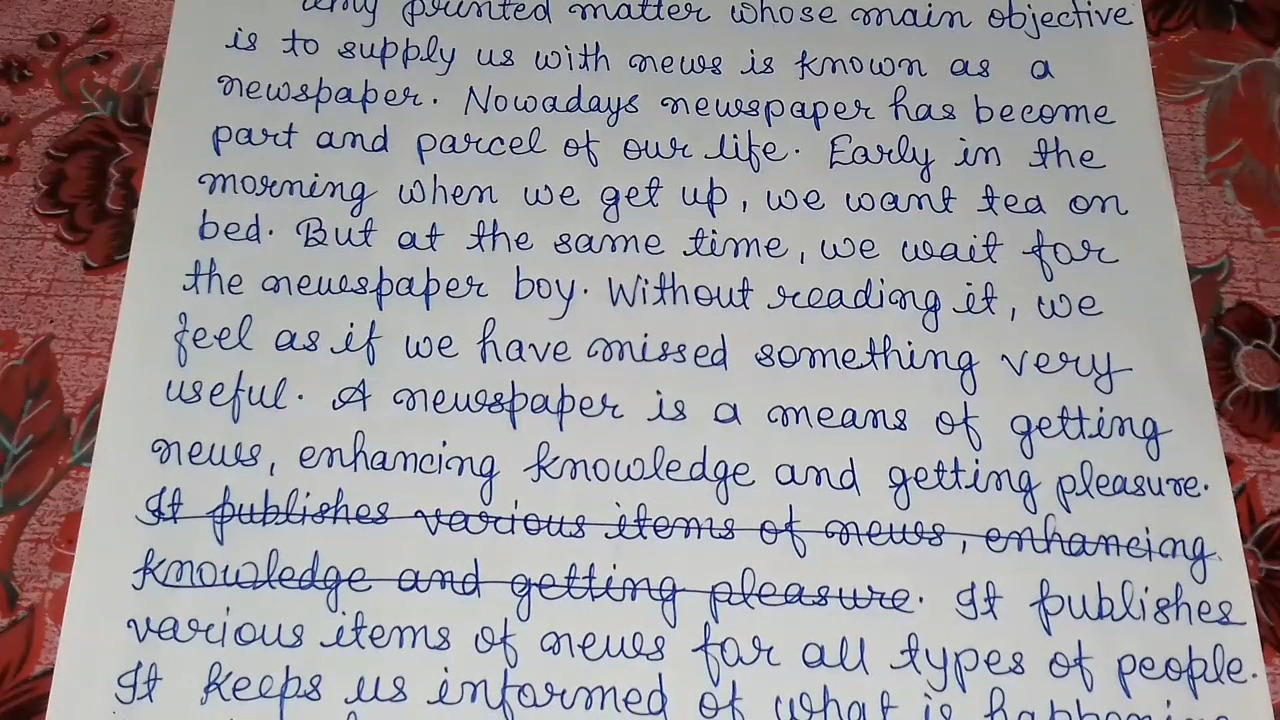 any printed matter whose main objective
is to supply us with news is known as a
newspaper. Nowadays newspaper has become
part and parcel of our life. Early in the
morning when we get up, we want tea on
bed. But at the same time, we wait for
the newspaper boy. Without reading it, we
feel as if we have missed something very
useful. A newspaper is a means of getting
news, enhancing knowledge and getting pleasure.
It publishes various items of news, enhancing
knowledge and getting pleasure. It publishes
various items of news for all types of people.
It keeps us informed of what is happening